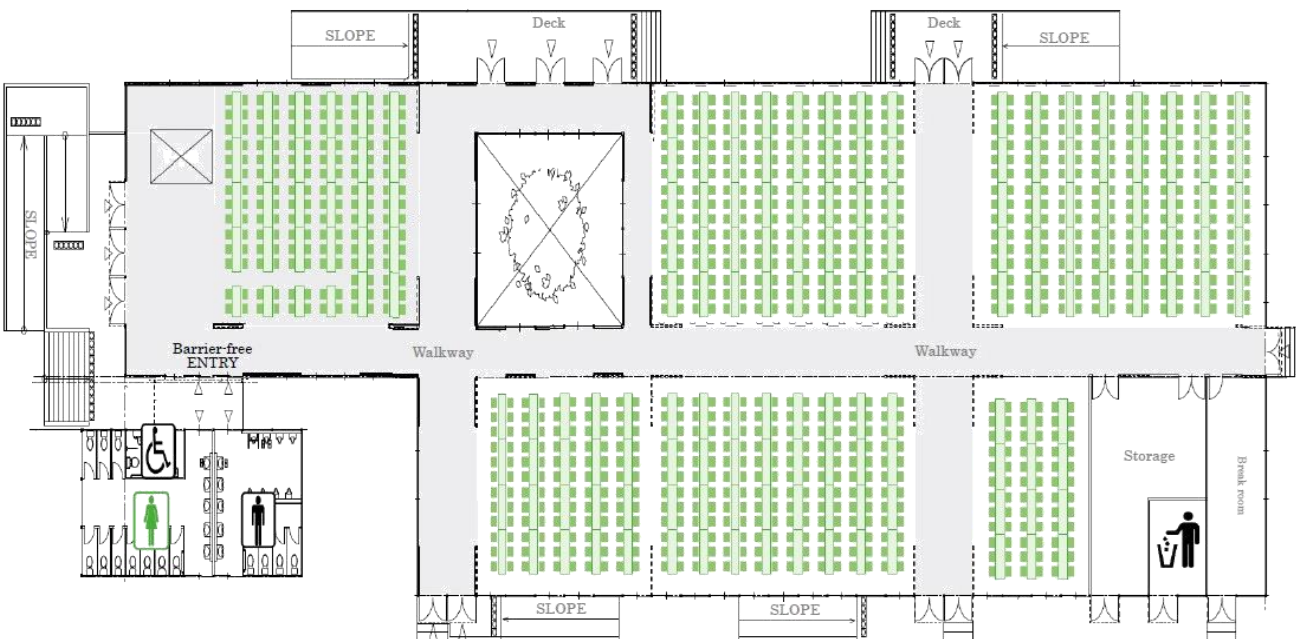 Deck
Deck
SLOPE
SLOPE
SLOPE
Barrier-free
ENTRY
Walkway
Walkway
Storage
Break room
SLOPE
SLOPE